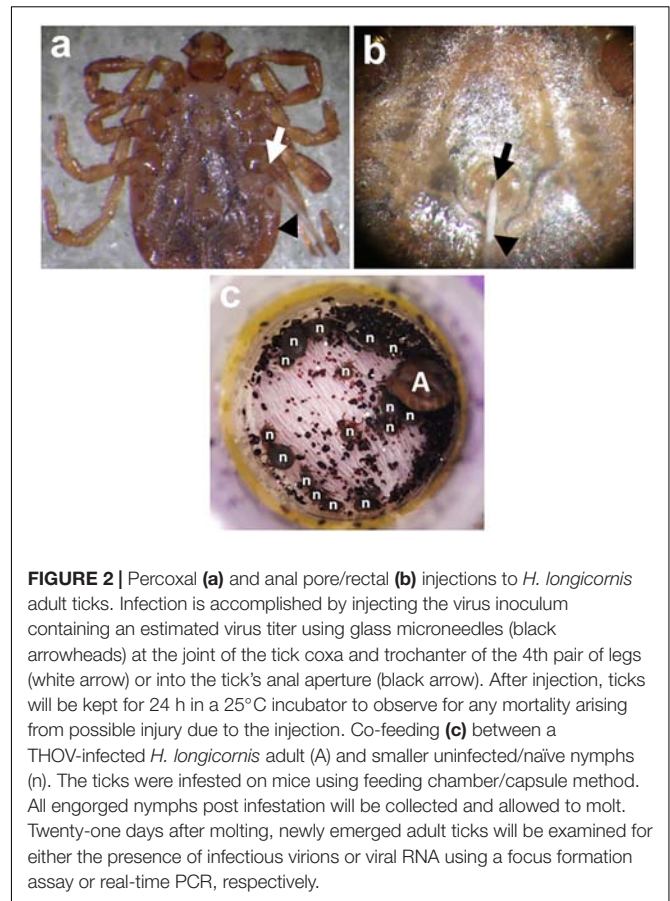 a
b
c
n
n
n
n
n
n
A
n
n
n
n
n
n
n
n
n
n
FIGURE 2 | Percoxal (a) and anal pore/rectal (b) injections to H. longicornis
adult ticks. Infection is accomplished by injecting the virus inoculum
containing an estimated virus titer using glass microneedles (black
arrowheads) at the joint of the tick coxa and trochanter of the 4th pair of legs
(white arrow) or into the tick's anal aperture (black arrow). After injection, ticks
will be kept for 24 h in a 25°C incubator to observe for any mortality arising
from possible injury due to the injection. Co-feeding (c) between a
THOV-infected H. longicornis adult (A) and smaller uninfected/naïve nymphs
(n). The ticks were infested on mice using feeding chamber/capsule method.
All engorged nymphs post infestation will be collected and allowed to molt.
Twenty-one days after molting, newly emerged adult ticks will be examined for
either the presence of infectious virions or viral RNA using a focus formation
assay or real-time PCR, respectively.